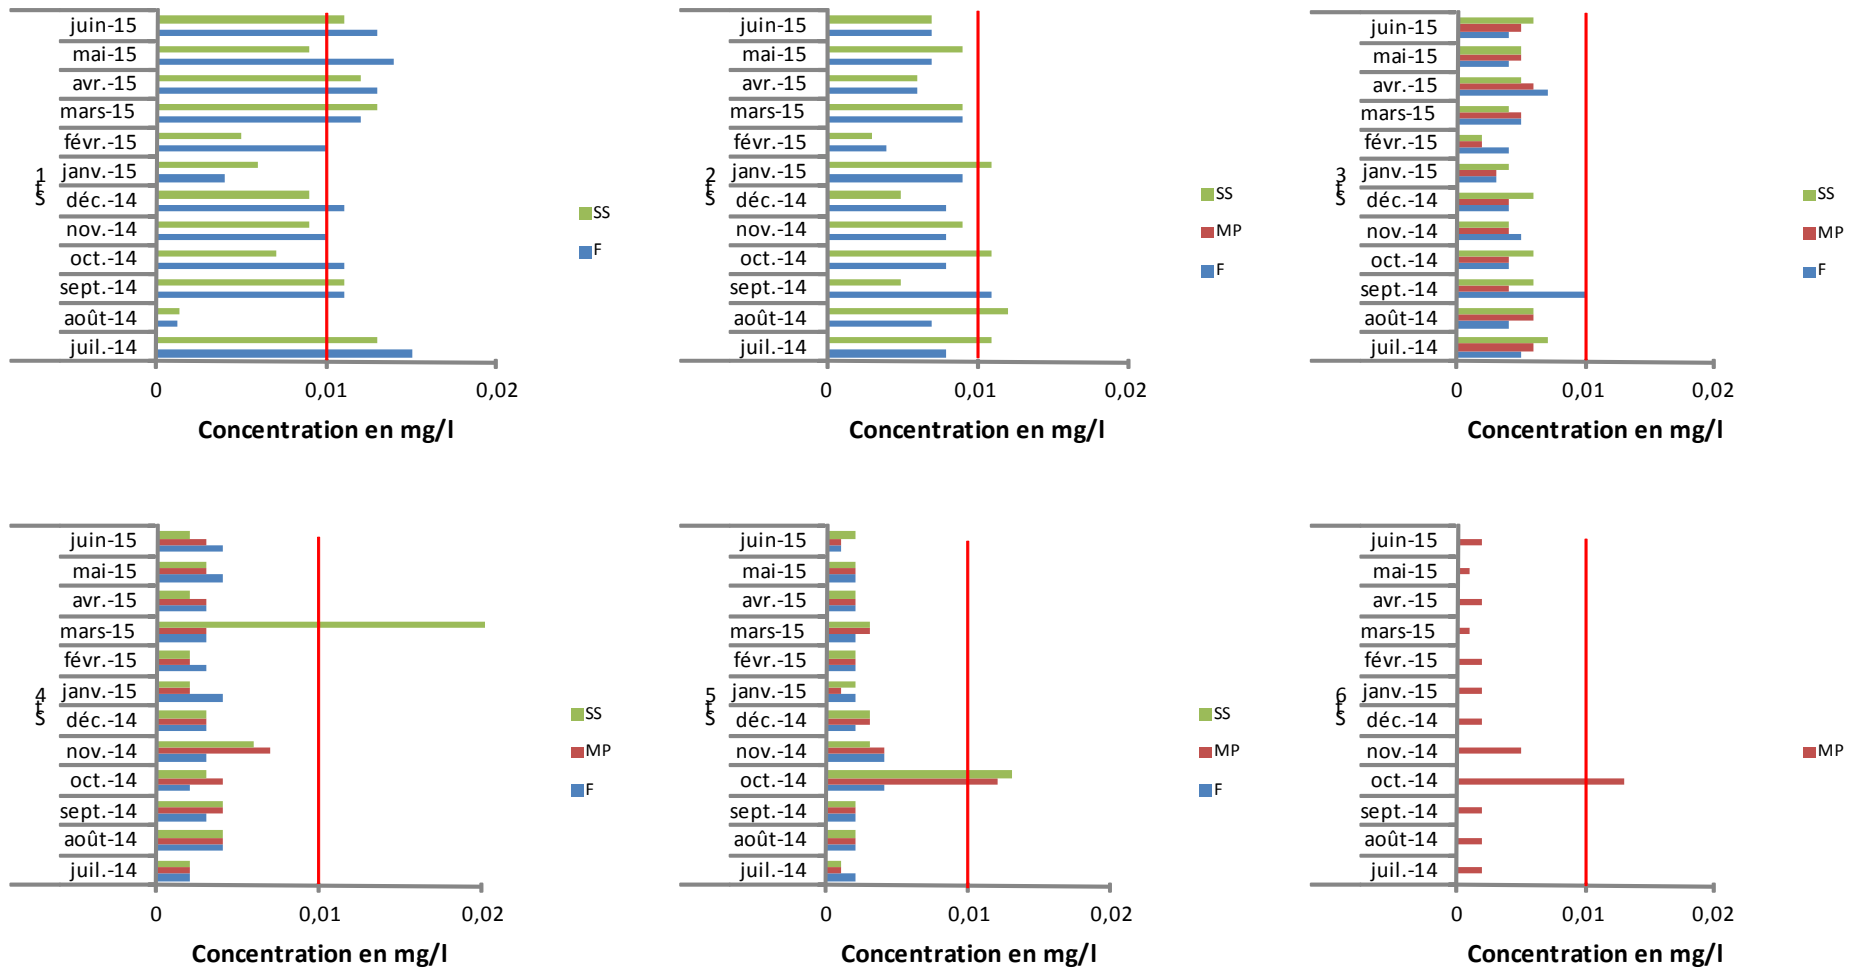 juin-15
mai-15
avr.-15
mars-15
févr.-15
janv.-15
déc.-14
nov.-14
oct.-14
sept.-14
août-14
juil.-14
St1
0
0,01
0,02
Concentration en mg/l
SS
F
juin-15
mai-15
avr.-15
mars-15
févr.-15
janv.-15
déc.-14
nov.-14
oct.-14
sept.-14
août-14
juil.-14
St2
0
0,01
0,02
Concentration en mg/l
SS
MP
F
juin-15
mai-15
avr.-15
mars-15
févr.-15
janv.-15
déc.-14
nov.-14
oct.-14
sept.-14
août-14
juil.-14
St3
0
0,01
0,02
Concentration en mg/l
SS
MP
F
juin-15
mai-15
avr.-15
mars-15
févr.-15
janv.-15
déc.-14
nov.-14
oct.-14
sept.-14
août-14
juil.-14
St4
0
0,01
0,02
Concentration en mg/l
SS
MP
F
juin-15
mai-15
avr.-15
mars-15
févr.-15
janv.-15
déc.-14
nov.-14
oct.-14
sept.-14
août-14
juil.-14
St5
0
0,01
0,02
Concentration en mg/l
SS
MP
F
juin-15
mai-15
avr.-15
mars-15
févr.-15
janv.-15
déc.-14
nov.-14
oct.-14
sept.-14
août-14
juil.-14
St6
0
0,01
0,02
Concentration en mg/l
MP